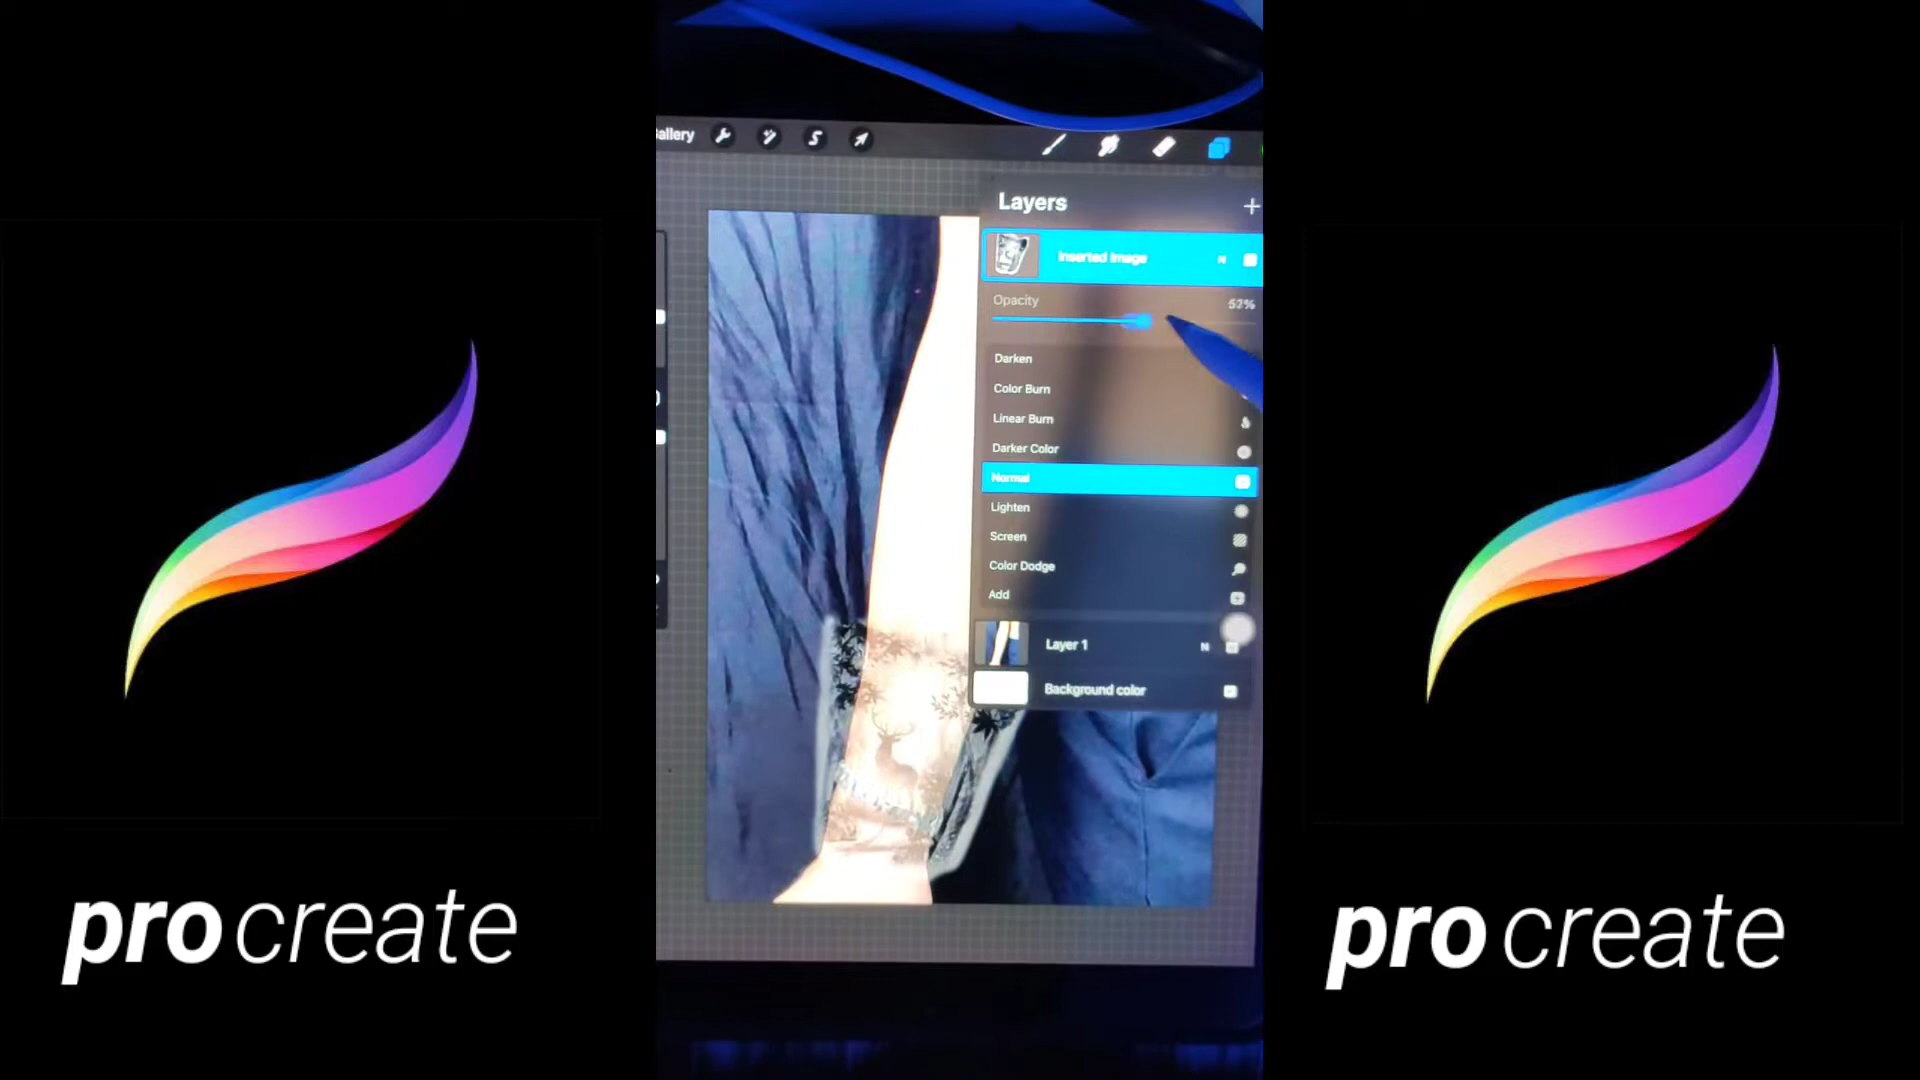 allery
Layers
Inserted Image N
Opacity 57%
Darken
Color Burn
Linear Burn
Darker Color
Normal
Lighten
Screen
Color Dodge
Add
Layer 1 N
Background color
procreate
procreate